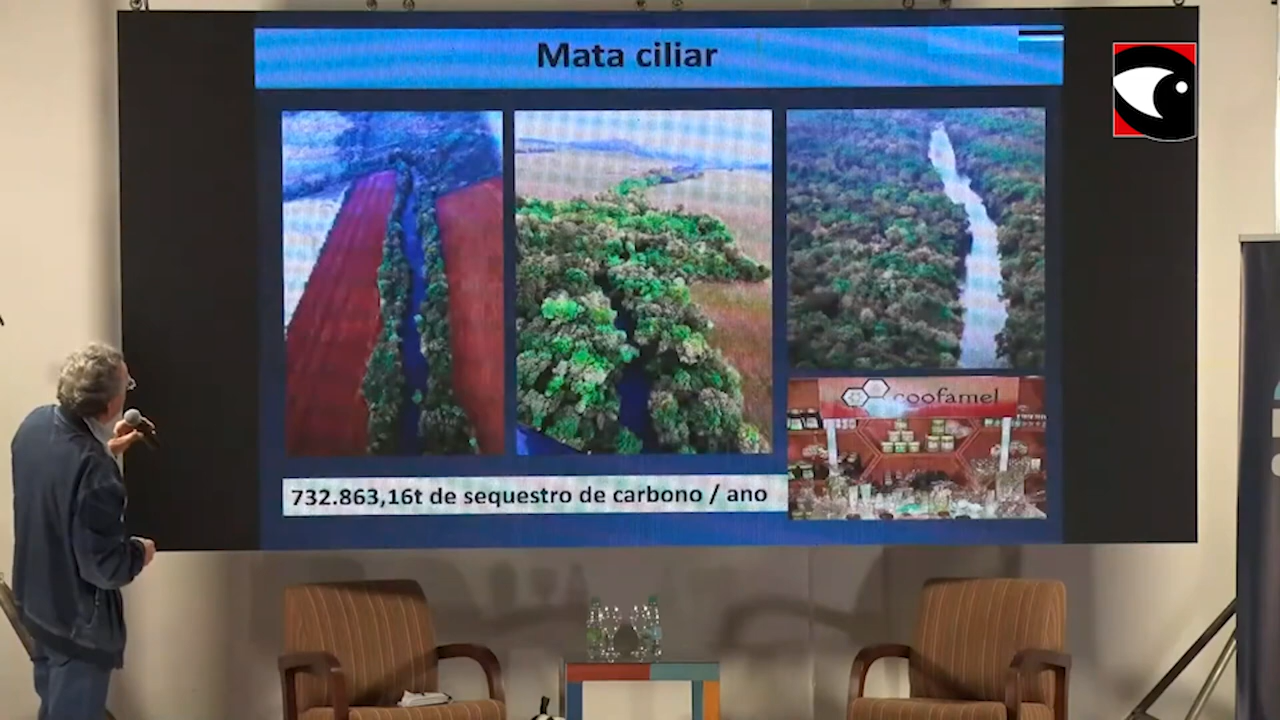 Mata ciliar
coofamel
732.863,16t de sequestro de carbono / ano